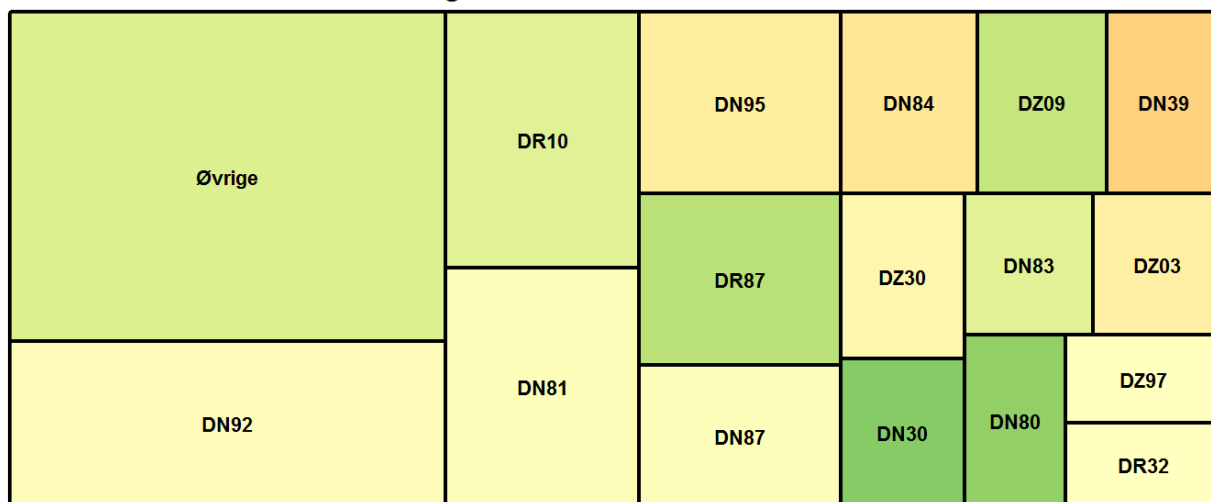 Øvrige
DN92
DR10
DN81
DN95
DR87
DN87
DN84
DZ09
DN39
DZ30
DN30
DN83
DZ03
DN80
DZ97
DR32